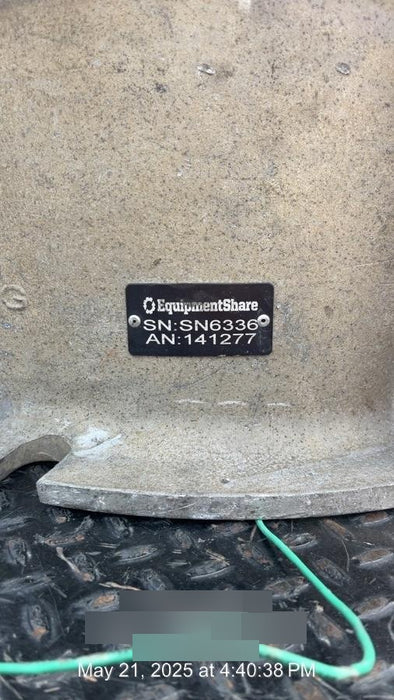 EquipmentShare
SN:SN6336
AN:141277
May 21, 2025 at 4:40:38 PM